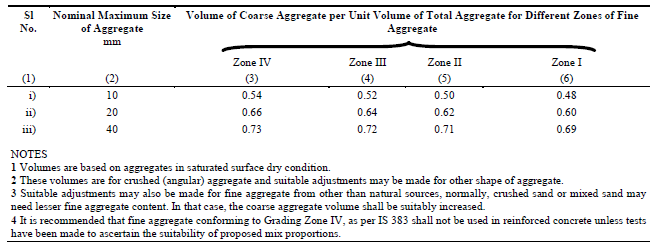 Sl Nominal Maximum Size Volume of Coarse Aggregate per Unit Volume of Total Aggregate for Different Zones of Fine
No. of Aggregate Aggregate
mm
Zone IV Zone III Zone II Zone I
(1) (2) (3) (4) (5) (6)
i) 10 0.54 0.52 0.50 0.48
ii) 20 0.66 0.64 0.62 0.60
iii) 40 0.73 0.72 0.71 0.69
NOTES
1 Volumes are based on aggregates in saturated surface dry condition.
2 These volumes are for crushed (angular) aggregate and suitable adjustments may be made for other shape of aggregate.
3 Suitable adjustments may also be made for fine aggregate from other than natural sources, normally, crushed sand or mixed sand may
need lesser fine aggregate content. In that case, the coarse aggregate volume shall be suitably increased.
4 It is recommended that fine aggregate conforming to Grading Zone IV, as per IS 383 shall not be used in reinforced concrete unless tests
have been made to ascertain the suitability of proposed mix proportions.